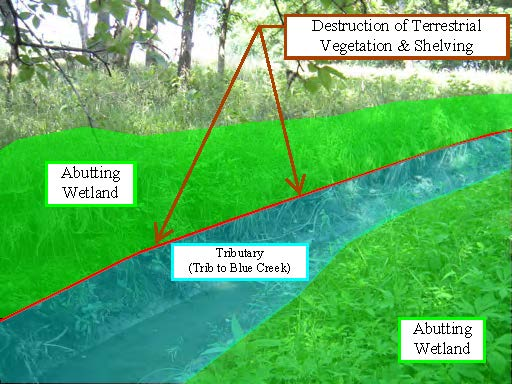 Destruction of Terrestrial
Vegetation & Shelving
Abutting
Wetland
Tributary
(Trib to Blue Creek)
Abutting
Wetland